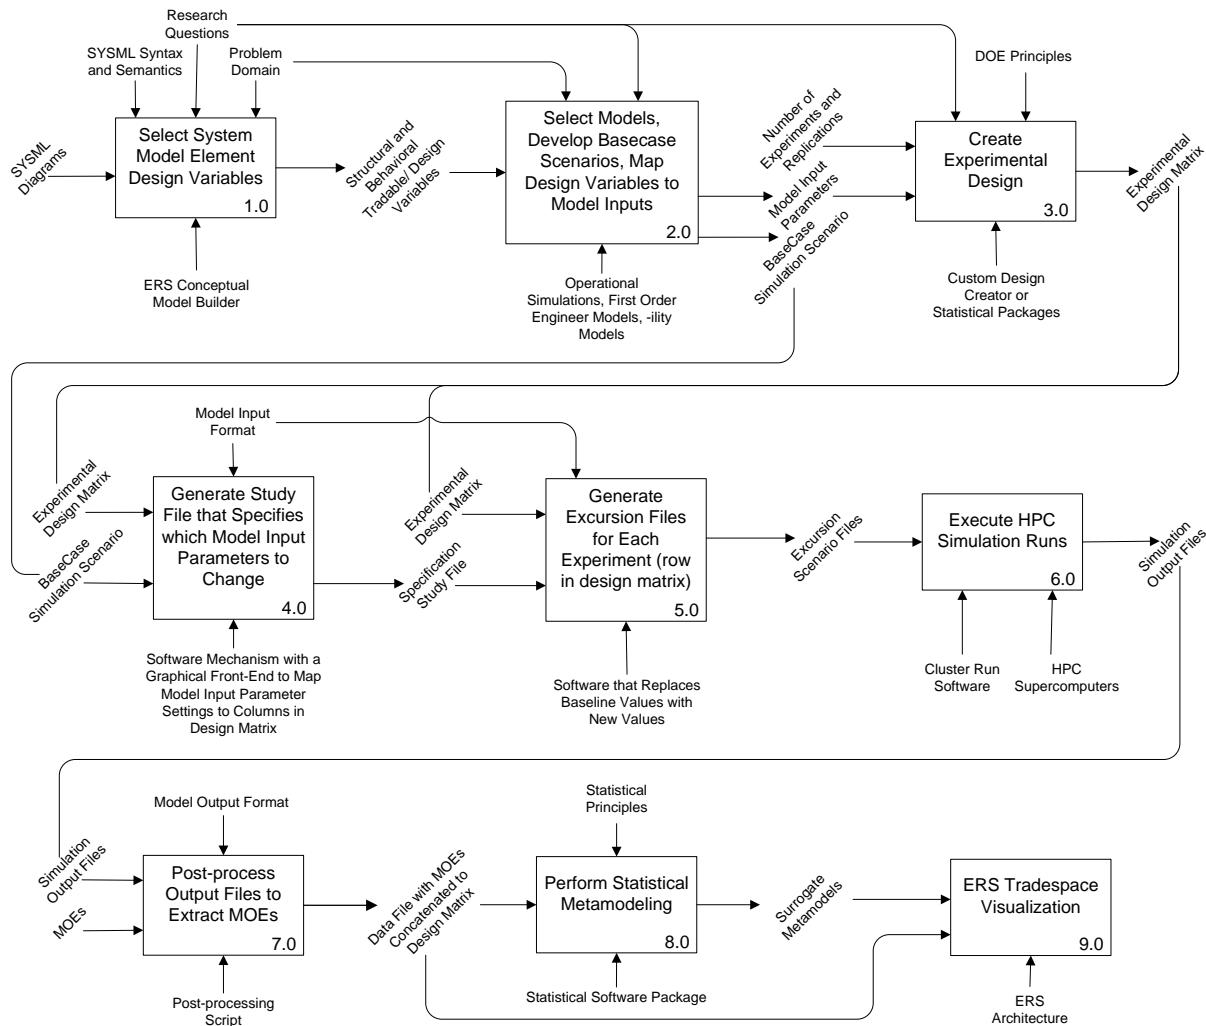 Research
Questions
SYSML Syntax
and Semantics
Problem
Domain
DOE Principles
SYSML
Diagrams
Select System
Model Element
Design Variables
1.0
Structural and
Behavioral
Tradable/ Design
Variables
Select Models,
Develop Basecase
Scenarios, Map
Design Variables to
Model Inputs
2.0
Number of
Experiments and
Replications
Model Input
Parameters
BaseCase
Simulation Scenario
Create
Experimental
Design
3.0
Experimental
Design Matrix
ERS Conceptual
Model Builder
Operational
Simulations, First Order
Engineer Models, -ility
Models
Custom Design
Creator or
Statistical Packages
Model Input
Format
Experimental
Design Matrix
BaseCase
Simulation Scenario
Generate Study
File that Specifies
which Model Input
Parameters to
Change
4.0
Experimental
Design Matrix
Specification
Study File
Generate
Excursion Files
for Each
Experiment (row
in design matrix)
5.0
Excursion
Scenario Files
Execute HPC
Simulation Runs
6.0
Simulation
Output Files
Software Mechanism with a
Graphical Front-End to Map
Model Input Parameter
Settings to Columns in
Design Matrix
Software that Replaces
Baseline Values with
New Values
Cluster Run
Software
HPC
Supercomputers
Model Output Format
Statistical
Principles
Simulation
Output Files
MOEs
Post-process
Output Files to
Extract MOEs
7.0
Data File with MOEs
Concatenated to
Design Matrix
Perform Statistical
Metamodeling
8.0
Surrogate
Metamodels
ERS Tradespace
Visualization
9.0
Post-processing
Script
Statistical Software Package
ERS
Architecture